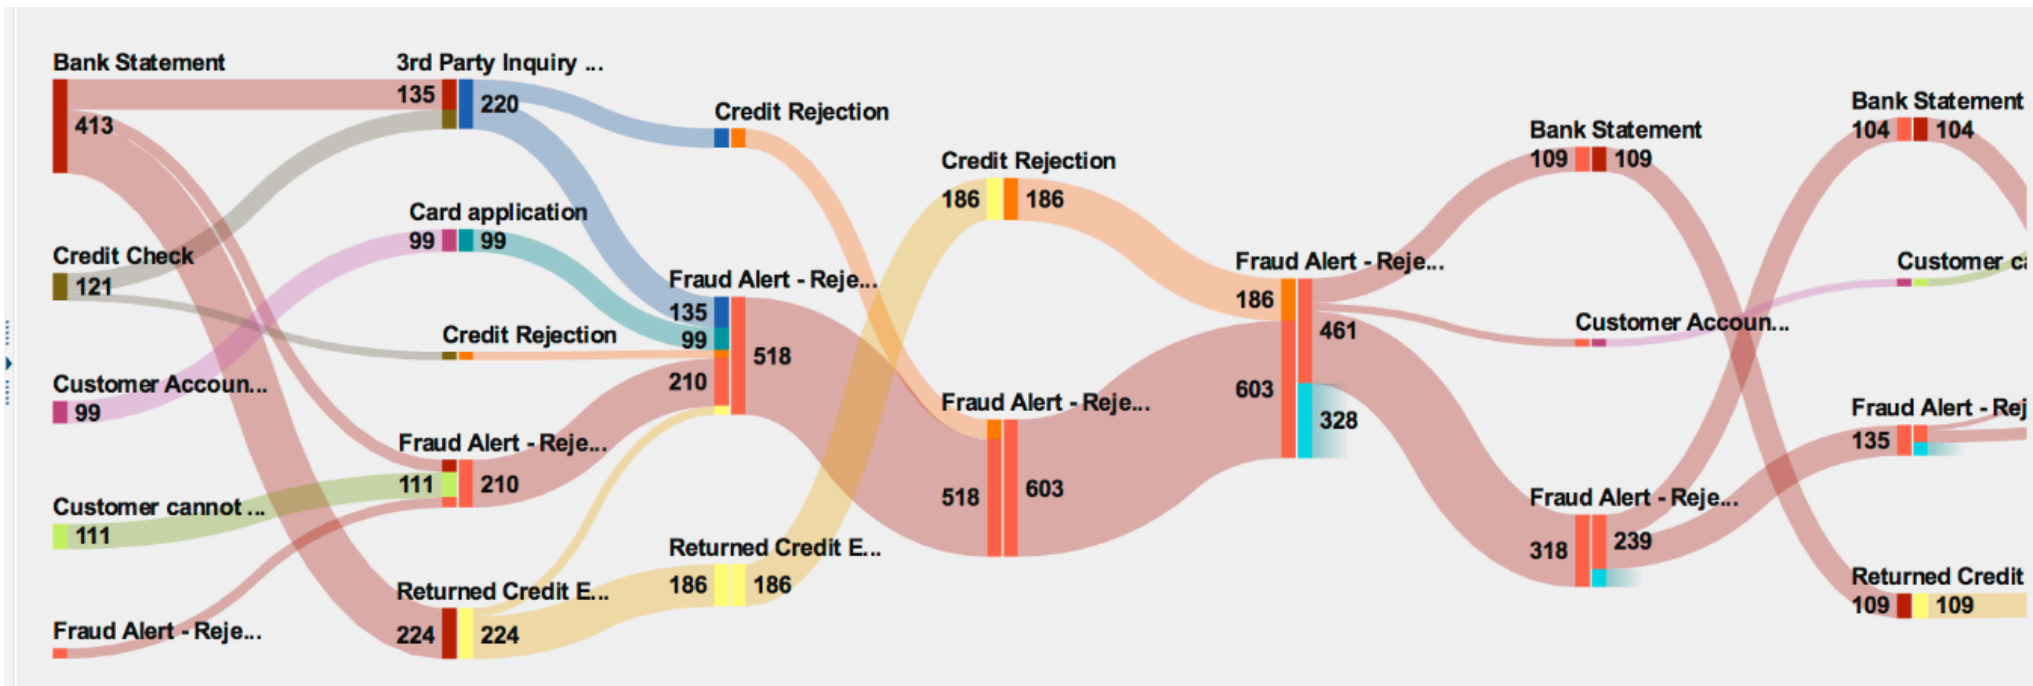 Bank Statement
413
Credit Check
121
Customer Accoun...
99
Customer cannot ...
111
Fraud Alert - Reje...
3rd Party Inquiry ...
135 220
Card application
99 99
Credit Rejection
Fraud Alert - Reje...
111 210
Returned Credit E...
224 224
Credit Rejection
Fraud Alert - Reje...
135
99
518
210
Returned Credit E...
186 186
Credit Rejection
186 186
Fraud Alert - Reje...
518 603
Fraud Alert - Reje...
186
461
603
328
Bank Statement
109 109
Customer Accoun...
Fraud Alert - Reje...
318 239
Bank Statement
104 104
Customer ca
Fraud Alert - Rej
135
Returned Credit
109 109